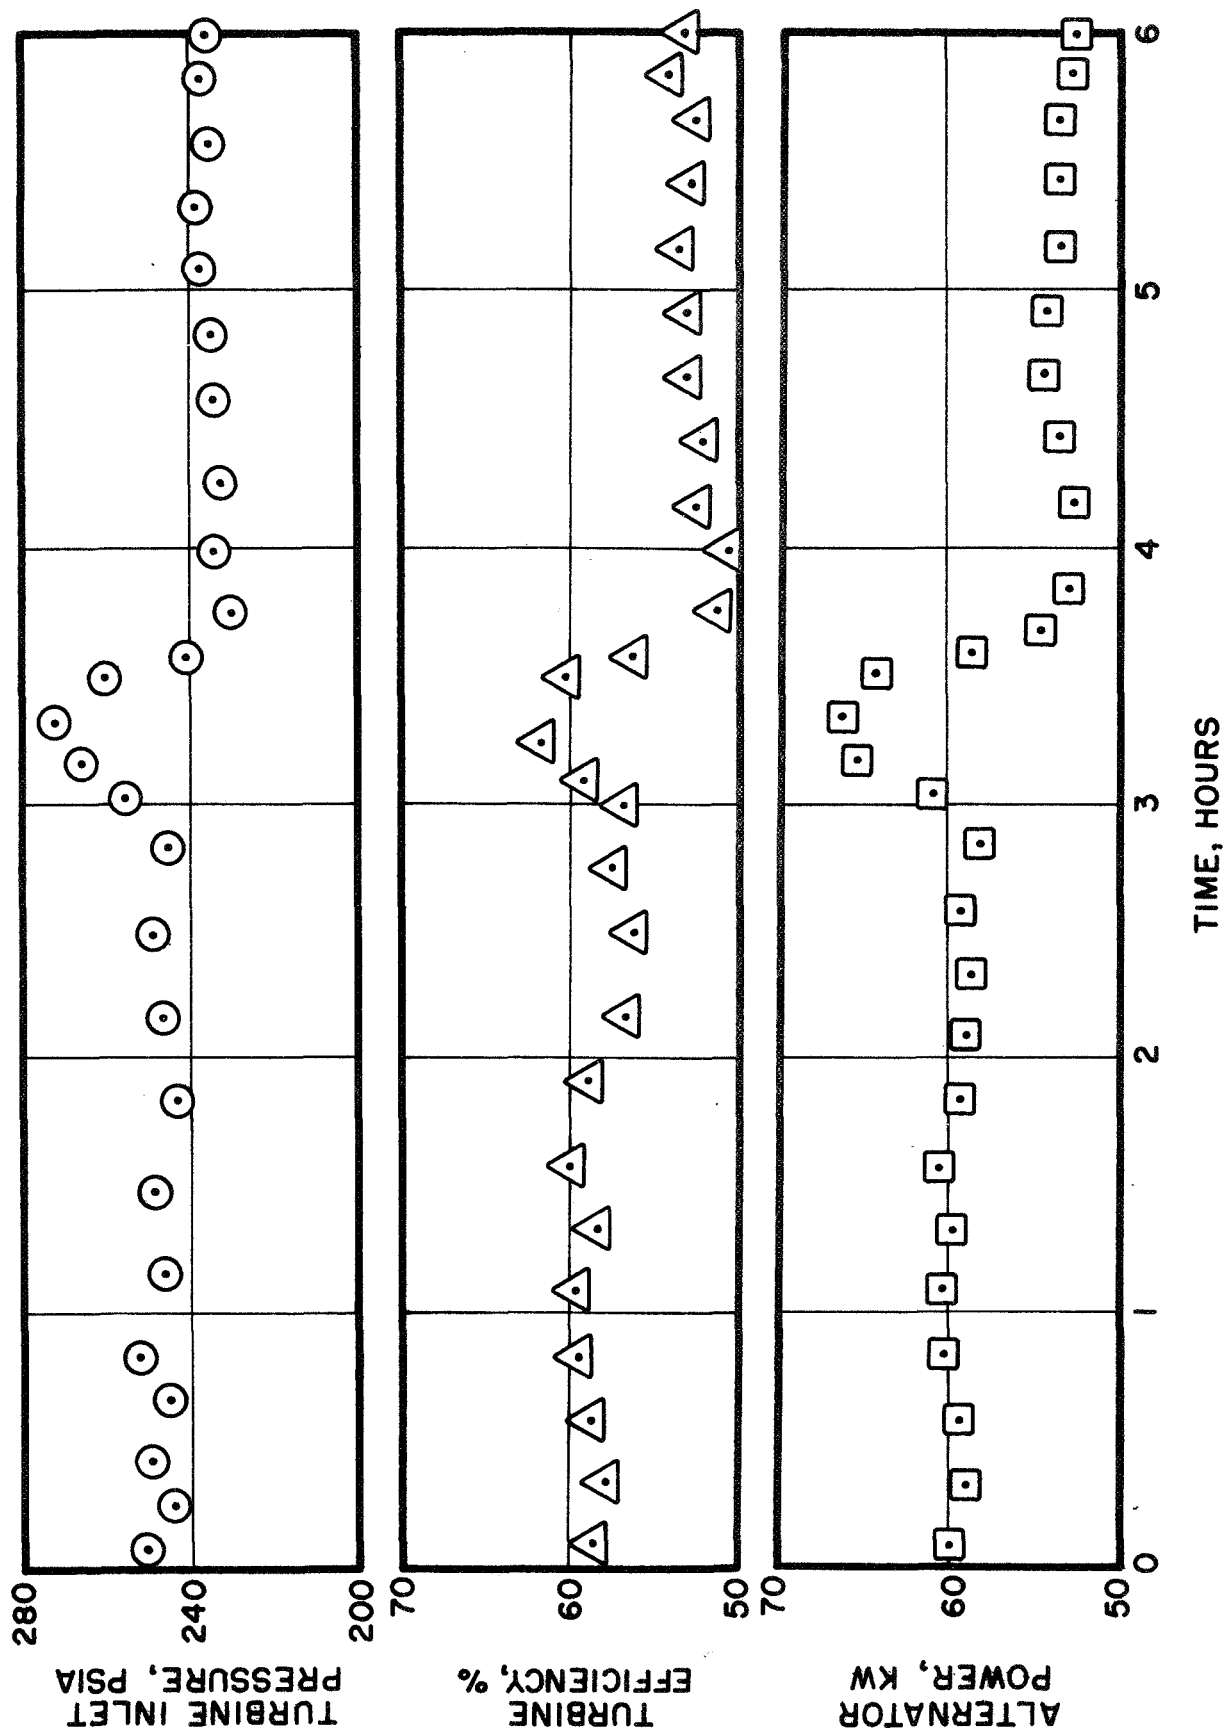 TURBINE INLET
PRESSURE, PSIA
280
240
200
TURBINE
EFFICIENCY, %
70
60
50
ALTERNATOR
POWER, KW
70
60
50
0 1 2 3 4 5 6
TIME, HOURS